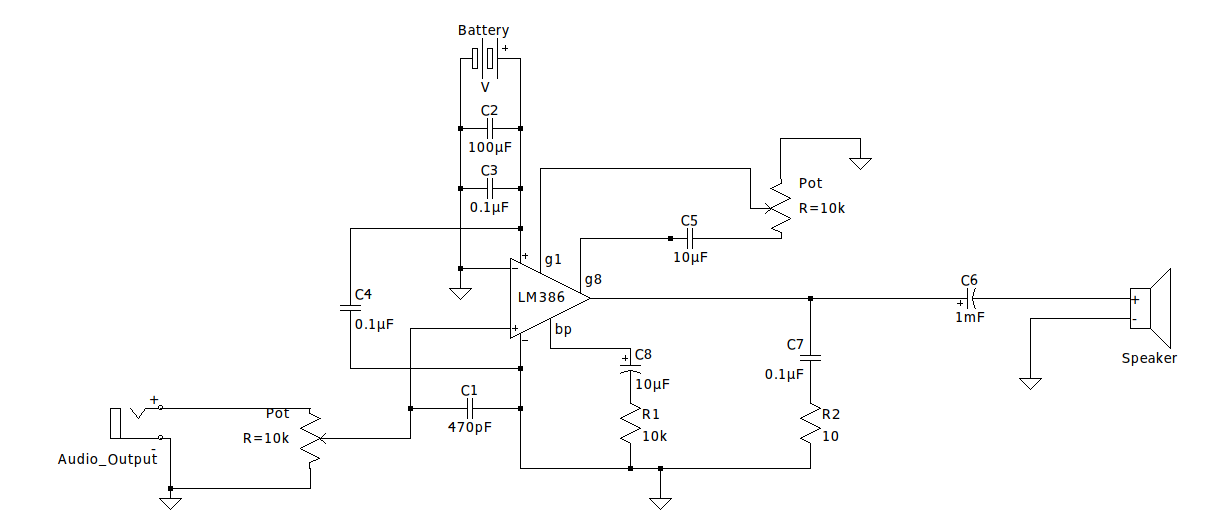 Battery
+
V
C2
100µF
C3
0.1µF
Pot
R=10k
C5
10µF
+
g1
g8
-
LM386
+
bp
-
C4
0.1µF
C6
+
1mF
+
-
Speaker
C7
0.1µF
C8
+
10µF
C1
470pF
R1
10k
R2
10
+
Pot
R=10k
-
Audio_Output